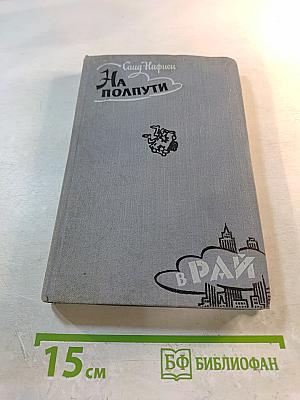 Саид Нафиси
На
ПОЛПУТИ
В РАЙ
15 см
БФ БИБЛИОФАН